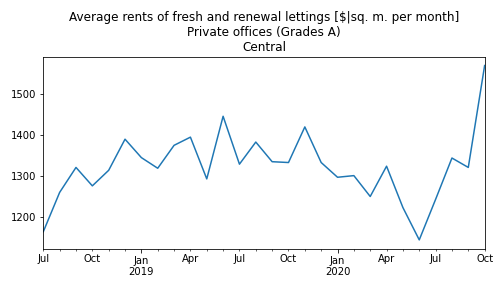 Average rents of fresh and renewal lettings [$|sq. m. per month]
Private offices (Grades A)
Central
1500
1400
1300
1200
Jul Oct Jan Apr Jul Oct Jan Apr Jul Oct
2019 2020